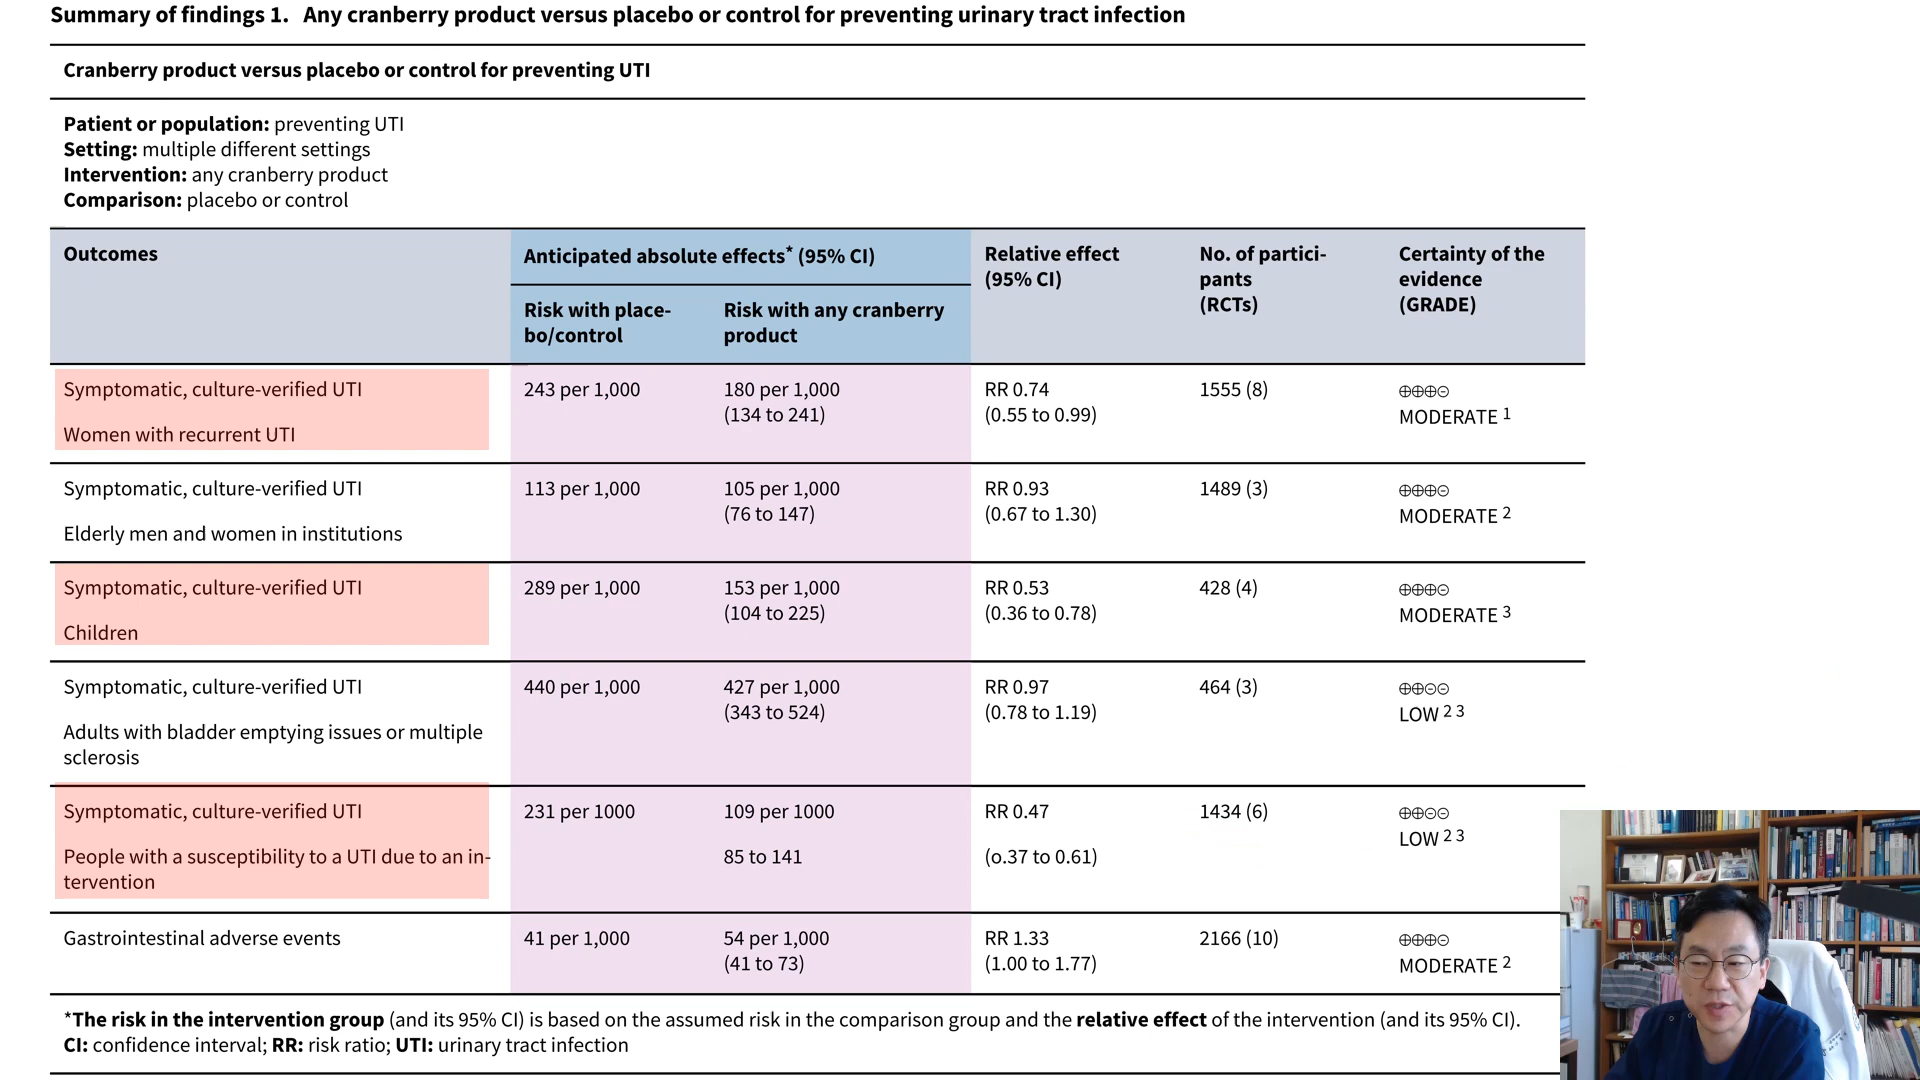 Summary of findings 1. Any cranberry product versus placebo or control for preventing urinary tract infection
Cranberry product versus placebo or control for preventing UTI
Patient or population: preventing UTI
Setting: multiple different settings
Intervention: any cranberry product
Comparison: placebo or control
Outcomes
Anticipated absolute effects* (95% CI)
Relative effect
(95% CI)
No. of partici-
pants
(RCTs)
Certainty of the
evidence
(GRADE)
Risk with place-
bo/control
Risk with any cranberry
product
Symptomatic, culture-verified UTI
Women with recurrent UTI
243 per 1,000
180 per 1,000
(134 to 241)
RR 0.74
(0.55 to 0.99)
1555 (8)
⊕⊕⊕⊝
MODERATE 1
Symptomatic, culture-verified UTI
Elderly men and women in institutions
113 per 1,000
105 per 1,000
(76 to 147)
RR 0.93
(0.67 to 1.30)
1489 (3)
⊕⊕⊕⊝
MODERATE 2
Symptomatic, culture-verified UTI
Children
289 per 1,000
153 per 1,000
(104 to 225)
RR 0.53
(0.36 to 0.78)
428 (4)
⊕⊕⊕⊝
MODERATE 3
Symptomatic, culture-verified UTI
Adults with bladder emptying issues or multiple
sclerosis
440 per 1,000
427 per 1,000
(343 to 524)
RR 0.97
(0.78 to 1.19)
464 (3)
⊕⊕⊝⊝
LOW 2 3
Symptomatic, culture-verified UTI
People with a susceptibility to a UTI due to an in-
tervention
231 per 1000
109 per 1000
85 to 141
RR 0.47
(o.37 to 0.61)
1434 (6)
⊕⊕⊝⊝
LOW 2 3
Gastrointestinal adverse events
41 per 1,000
54 per 1,000
(41 to 73)
RR 1.33
(1.00 to 1.77)
2166 (10)
⊕⊕⊕⊝
MODERATE 2
*The risk in the intervention group (and its 95% CI) is based on the assumed risk in the comparison group and the relative effect of the intervention (and its 95% CI).
CI: confidence interval; RR: risk ratio; UTI: urinary tract infection